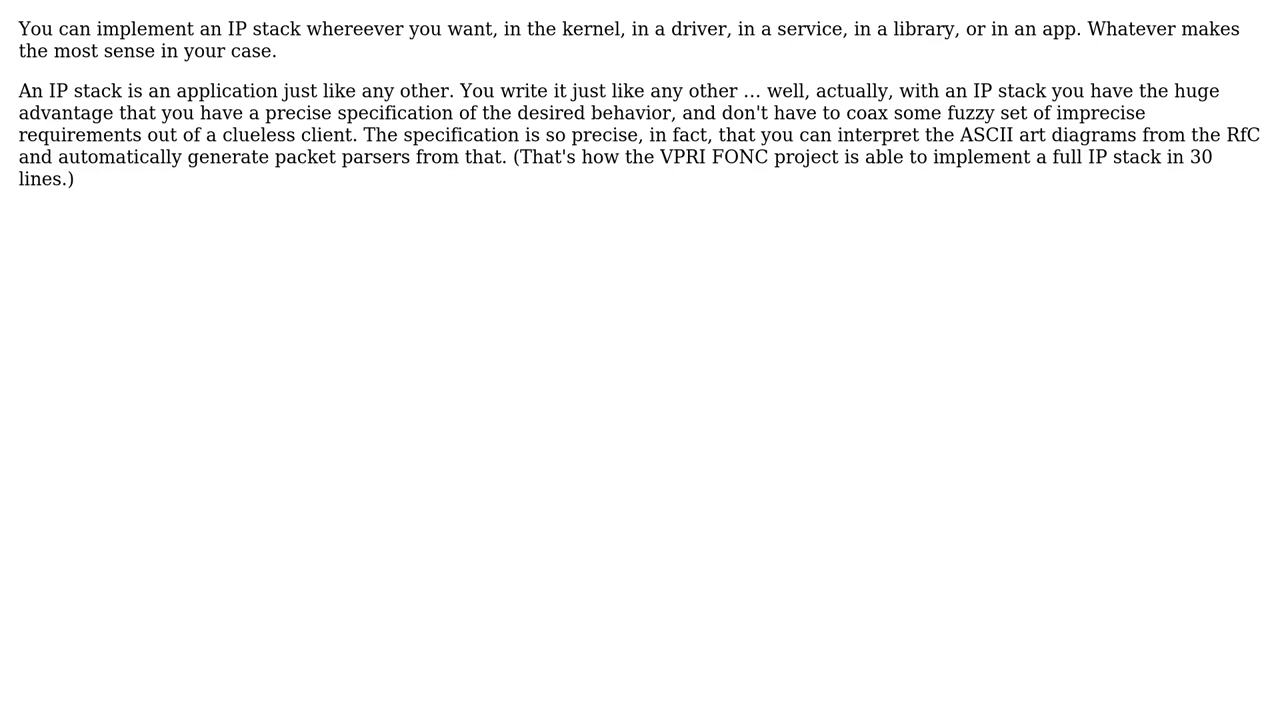 You can implement an IP stack whereever you want, in the kernel, in a driver, in a service, in a library, or in an app. Whatever makes
the most sense in your case.
An IP stack is an application just like any other. You write it just like any other … well, actually, with an IP stack you have the huge
advantage that you have a precise specification of the desired behavior, and don't have to coax some fuzzy set of imprecise
requirements out of a clueless client. The specification is so precise, in fact, that you can interpret the ASCII art diagrams from the RfC
and automatically generate packet parsers from that. (That's how the VPRI FONC project is able to implement a full IP stack in 30
lines.)